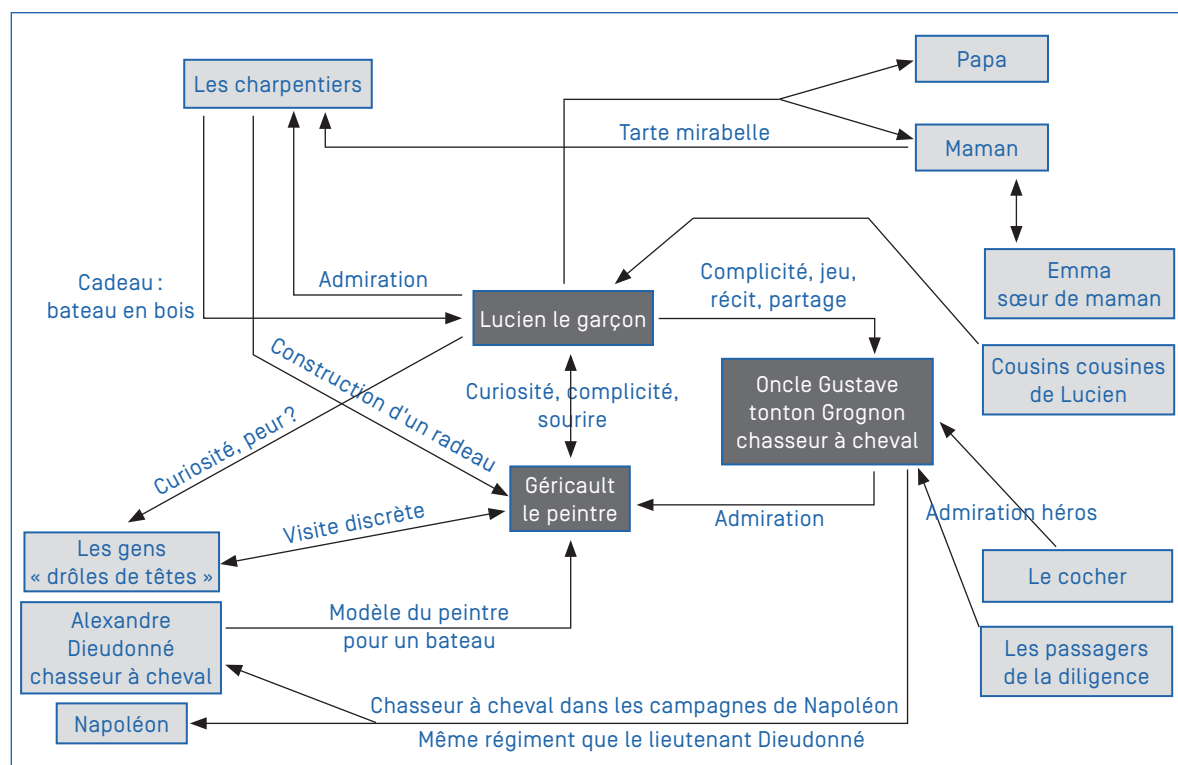 Papa
Les charpentiers
Tarte mirabelle
Maman
Complicité, jeu,
récit, partage
Emma
sœur de maman
Cadeau :
bateau en bois
Admiration
Lucien le garçon
Cousins cousines
de Lucien
Construction d'un radeau
Curiosité, complicité,
sourire
Oncle Gustave
tonton Grognon
chasseur à cheval
Curiosité, peur ?
Géricault
le peintre
Admiration
Admiration héros
Visite discrète
Les gens
« drôles de têtes »
Le cocher
Alexandre
Dieudonné
chasseur à cheval
Modèle du peintre
pour un bateau
Les passagers
de la diligence
Napoléon
Chasseur à cheval dans les campagnes de Napoléon
Même régiment que le lieutenant Dieudonné